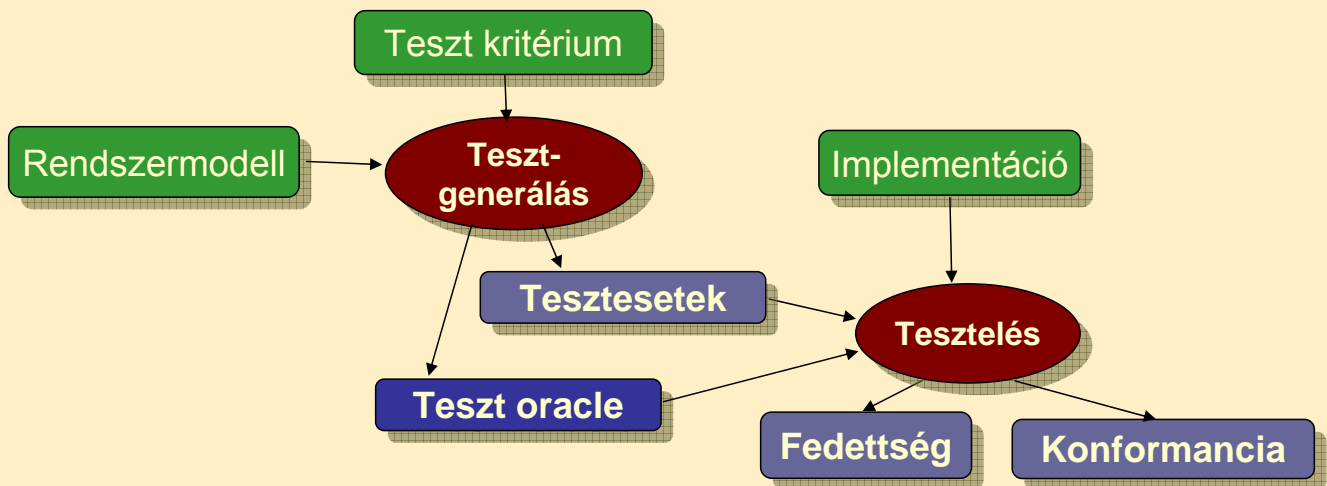 Teszt kritérium
Rendszermodell
Teszt-
generálás
Implementáció
Tesztesetek
Tesztelés
Teszt oracle
Fedettség
Konformancia